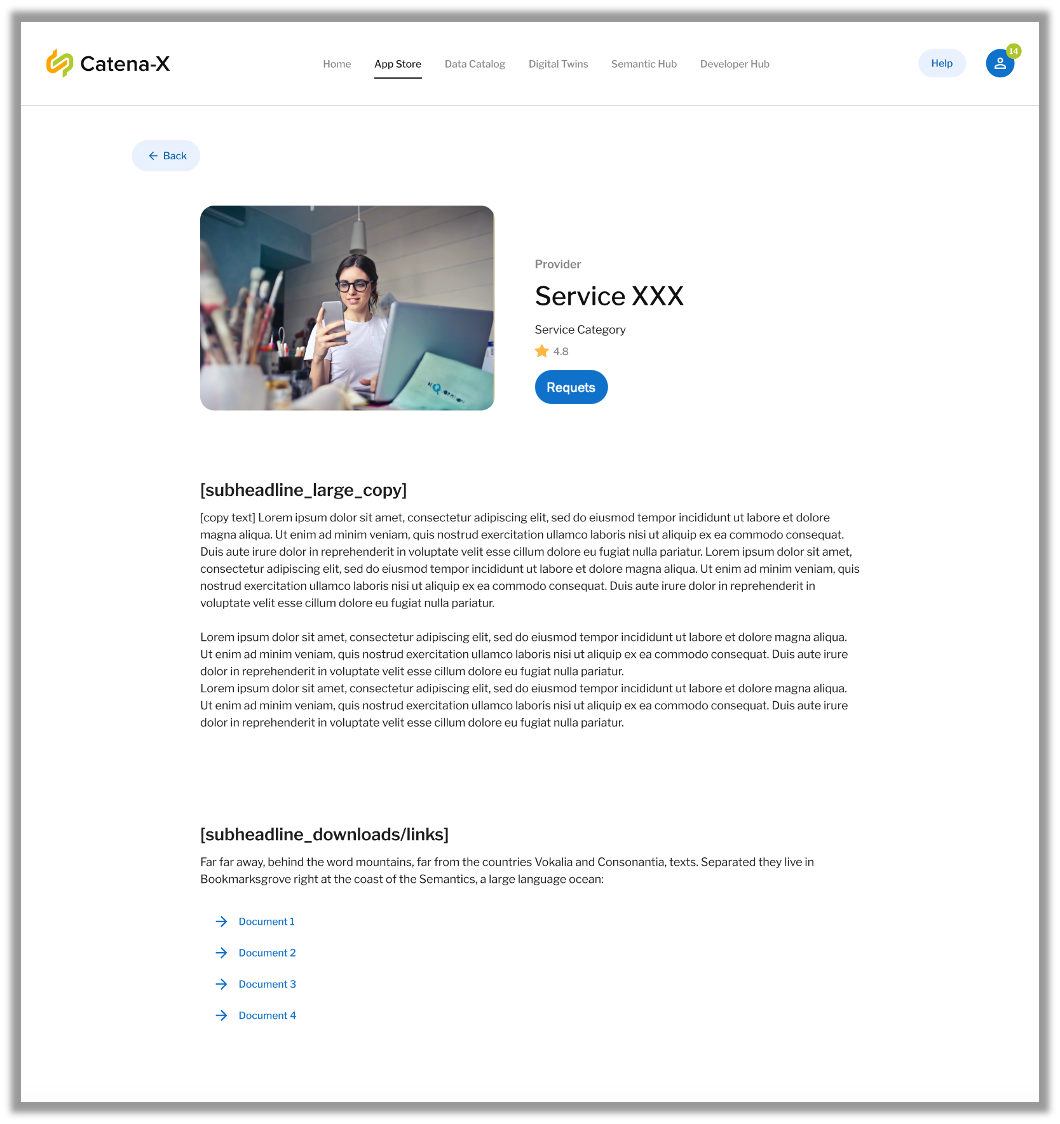 Catena-X
Home App Store Data Catalog Digital Twins Semantic Hub Developer Hub
Help
14
Back
Provider
Service XXX
Service Category
4.8
Requets
[subheadline_large_copy]
[copy text] Lorem ipsum dolor sit amet, consectetur adipiscing elit, sed do eiusmod tempor incididunt ut labore et dolore
magna aliqua. Ut enim ad minim veniam, quis nostrud exercitation ullamco laboris nisi ut aliquip ex ea commodo consequat.
Duis aute irure dolor in reprehenderit in voluptate velit esse cillum dolore eu fugiat nulla pariatur. Lorem ipsum dolor sit amet,
consectetur adipiscing elit, sed do eiusmod tempor incididunt ut labore et dolore magna aliqua. Ut enim ad minim veniam, quis
nostrud exercitation ullamco laboris nisi ut aliquip ex ea commodo consequat. Duis aute irure dolor in reprehenderit in
voluptate velit esse cillum dolore eu fugiat nulla pariatur.
Lorem ipsum dolor sit amet, consectetur adipiscing elit, sed do eiusmod tempor incididunt ut labore et dolore magna aliqua.
Ut enim ad minim veniam, quis nostrud exercitation ullamco laboris nisi ut aliquip ex ea commodo consequat. Duis aute irure
dolor in reprehenderit in voluptate velit esse cillum dolore eu fugiat nulla pariatur.
Lorem ipsum dolor sit amet, consectetur adipiscing elit, sed do eiusmod tempor incididunt ut labore et dolore magna aliqua.
Ut enim ad minim veniam, quis nostrud exercitation ullamco laboris nisi ut aliquip ex ea commodo consequat. Duis aute irure
dolor in reprehenderit in voluptate velit esse cillum dolore eu fugiat nulla pariatur.
[subheadline_downloads/links]
Far far away, behind the word mountains, far from the countries Vokalia and Consonantia, texts. Separated they live in
Bookmarksgrove right at the coast of the Semantics, a large language ocean:
Document 1
Document 2
Document 3
Document 4